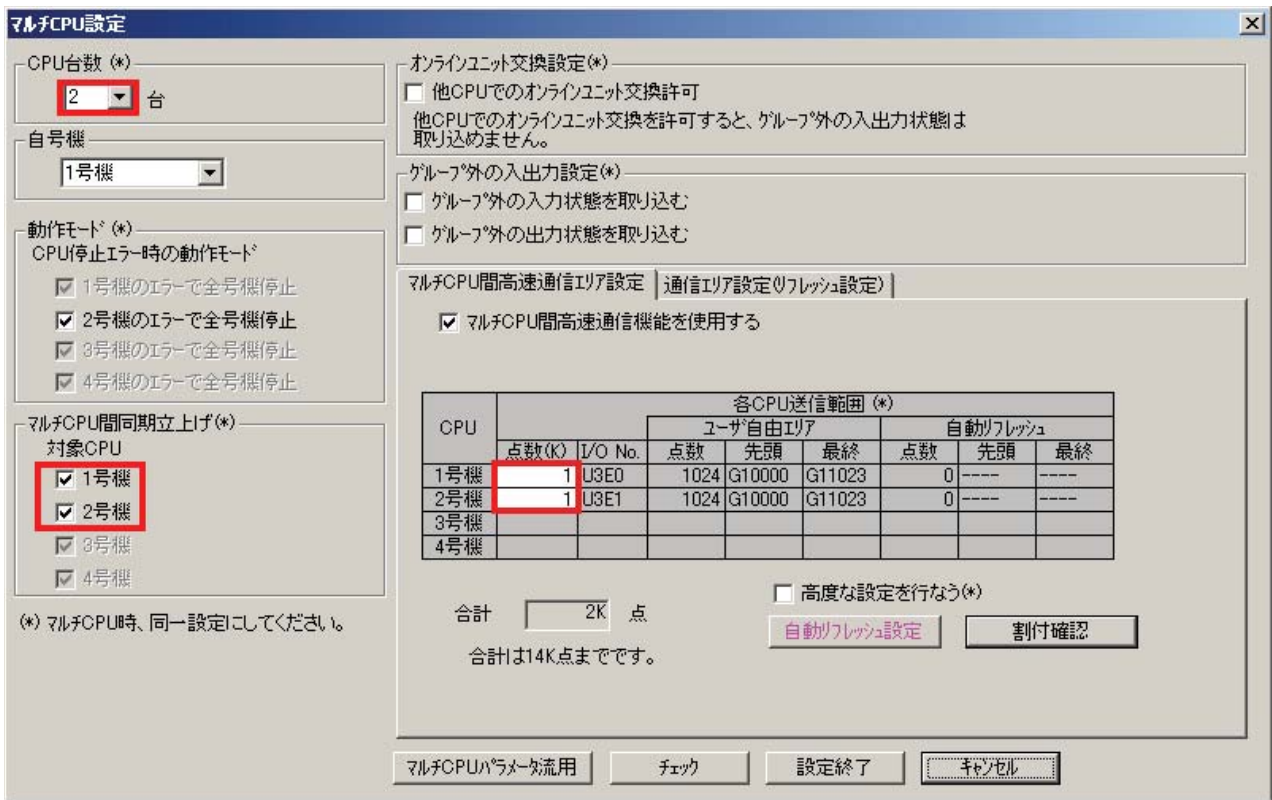 マルチCPU設定
CPU台数 (*)
2 台
自号機
1号機
動作モード (*)
CPU停止エラー時の動作モード
1号機のエラーで全号機停止
2号機のエラーで全号機停止
3号機のエラーで全号機停止
4号機のエラーで全号機停止
マルチCPU間同期立上げ(*)
対象CPU
1号機
2号機
3号機
4号機
(*) マルチCPU時、同一設定にしてください。
オンラインユニット交換設定(*)
他CPUでのオンラインユニット交換許可
他CPUでのオンラインユニット交換を許可すると、グループ外の入出力状態は
取り込めません。
グループ外の入出力設定(*)
グループ外の入力状態を取り込む
グループ外の出力状態を取り込む
マルチCPU間高速通信エリア設定 通信エリア設定(リフレッシュ設定)
マルチCPU間高速通信機能を使用する
各CPU送信範囲 (*)
CPU ユーザ自由エリア 自動リフレッシュ
点数(K) I/O No. 点数 先頭 最終 点数 先頭 最終
1号機 1 U3E0 1024 G10000 G11023 0 ---- ----
2号機 1 U3E1 1024 G10000 G11023 0 ---- ----
3号機
4号機
高度な設定を行なう(*)
合計 2K 点
自動リフレッシュ設定 割付確認
合計は14K点までです。
マルチCPUパラメータ流用 チェック 設定終了 キャンセル